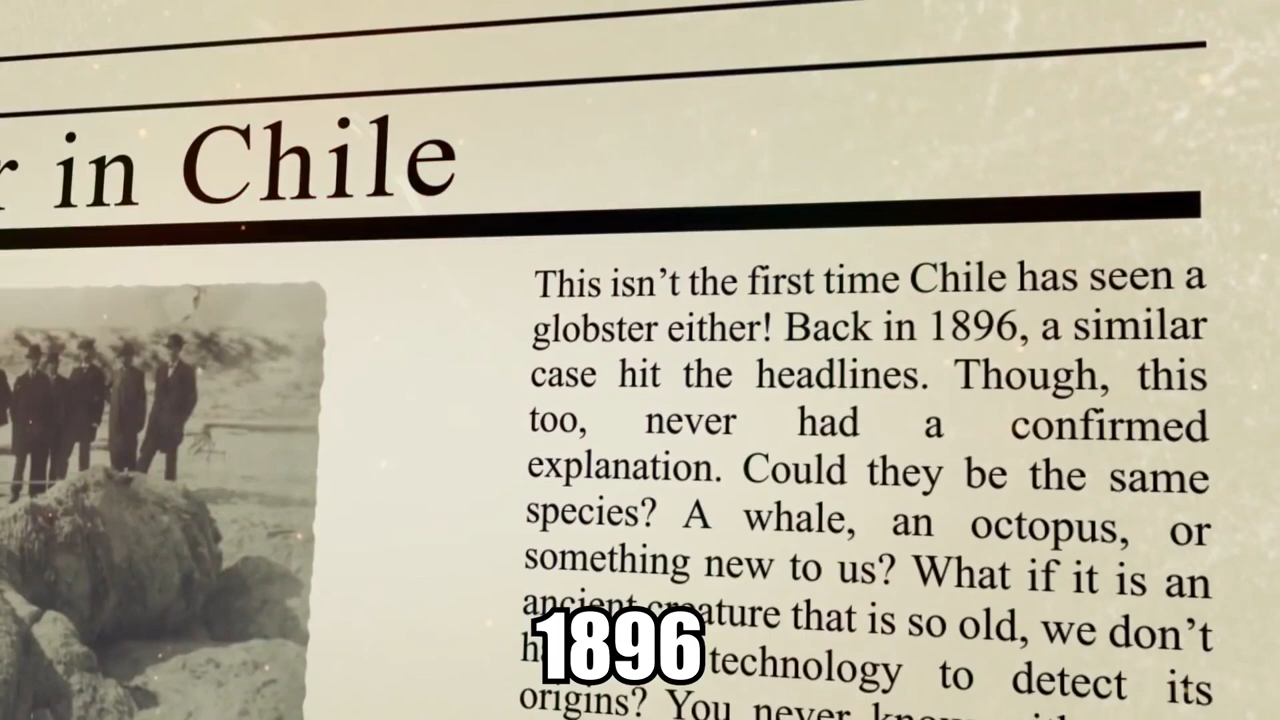 in Chile
This isn't the first time Chile has seen a
globster either! Back in 1896, a similar
case hit the headlines. Though, this
too, never had a confirmed
explanation. Could they be the same
species? A whale, an octopus, or
something new to us? What if it is an
ancient creature that is so old, we don't
technology to detect its
origins? You never know
1896